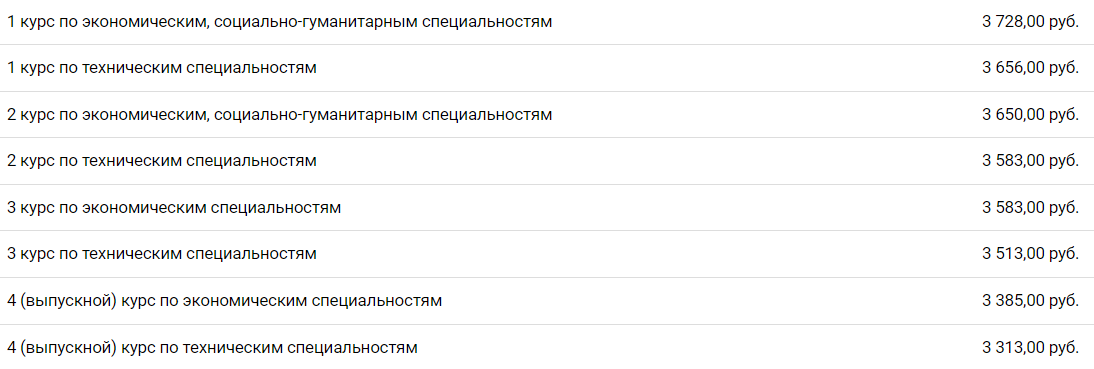 1 курс по экономическим, социально-гуманитарным специальностям 3 728,00 руб.
1 курс по техническим специальностям 3 656,00 руб.
2 курс по экономическим, социально-гуманитарным специальностям 3 650,00 руб.
2 курс по техническим специальностям 3 583,00 руб.
3 курс по экономическим специальностям 3 583,00 руб.
3 курс по техническим специальностям 3 513,00 руб.
4 (выпускной) курс по экономическим специальностям 3 385,00 руб.
4 (выпускной) курс по техническим специальностям 3 313,00 руб.